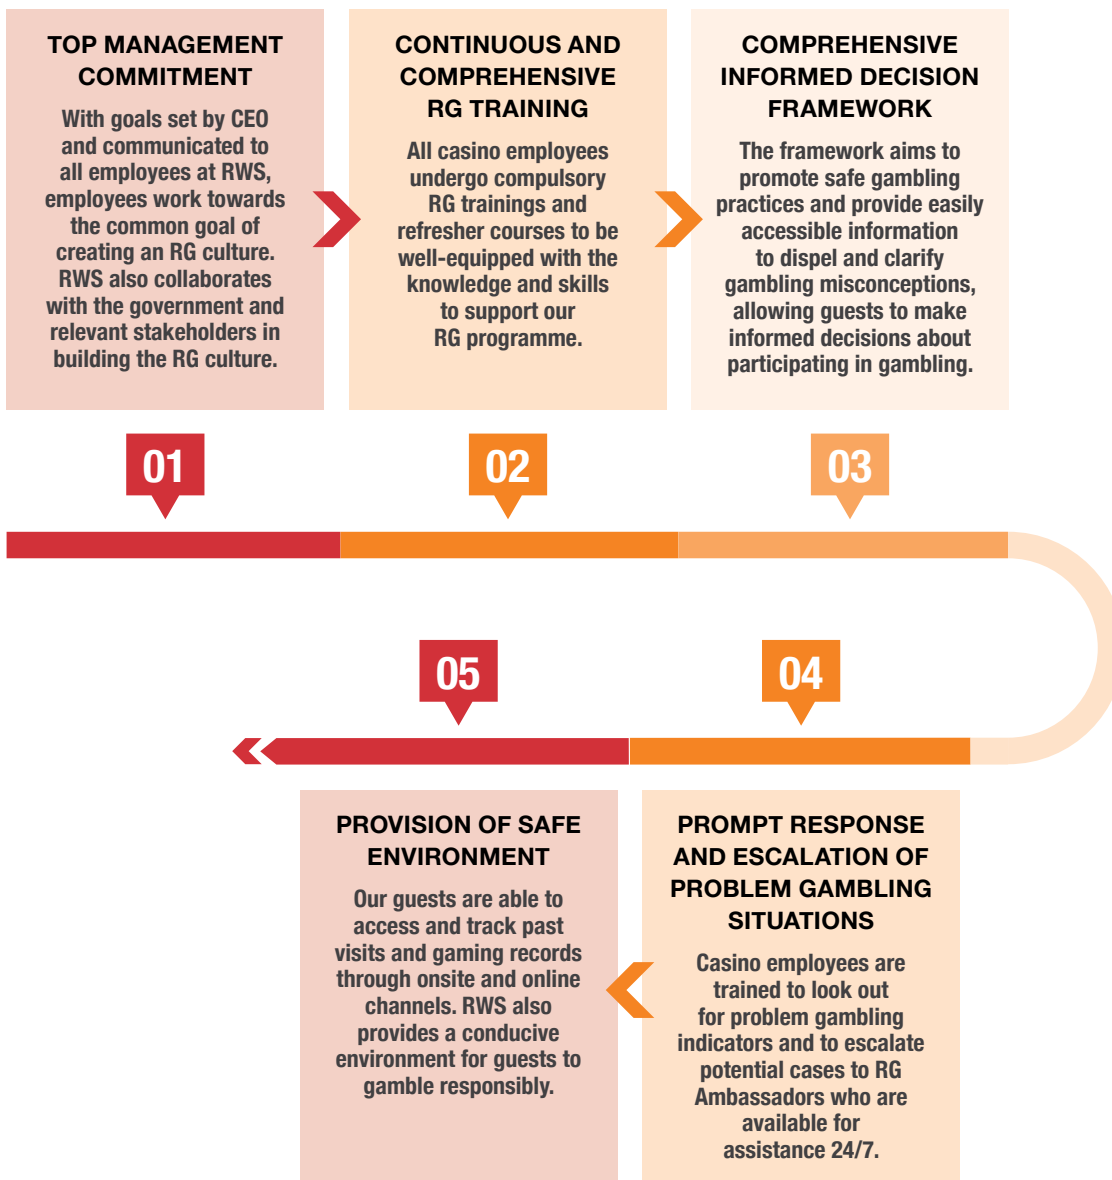 TOP MANAGEMENT
COMMITMENT
With goals set by CEO
and communicated to
all employees at RWS,
employees work towards
the common goal of
creating an RG culture.
RWS also collaborates
with the government and
relevant stakeholders in
building the RG culture.
CONTINUOUS AND
COMPREHENSIVE
RG TRAINING
All casino employees
undergo compulsory
RG trainings and
refresher courses to be
well-equipped with the
knowledge and skills
to support our
RG programme.
COMPREHENSIVE
INFORMED DECISION
FRAMEWORK
The framework aims to
promote safe gambling
practices and provide easily
accessible information
to dispel and clarify
gambling misconceptions,
allowing guests to make
informed decisions about
participating in gambling.
01
02
03
04
05
PROMPT RESPONSE
AND ESCALATION OF
PROBLEM GAMBLING
SITUATIONS
Casino employees are
trained to look out
for problem gambling
indicators and to escalate
potential cases to RG
Ambassadors who are
available for
assistance 24/7.
PROVISION OF SAFE
ENVIRONMENT
Our guests are able to
access and track past
visits and gaming records
through onsite and online
channels. RWS also
provides a conducive
environment for guests to
gamble responsibly.